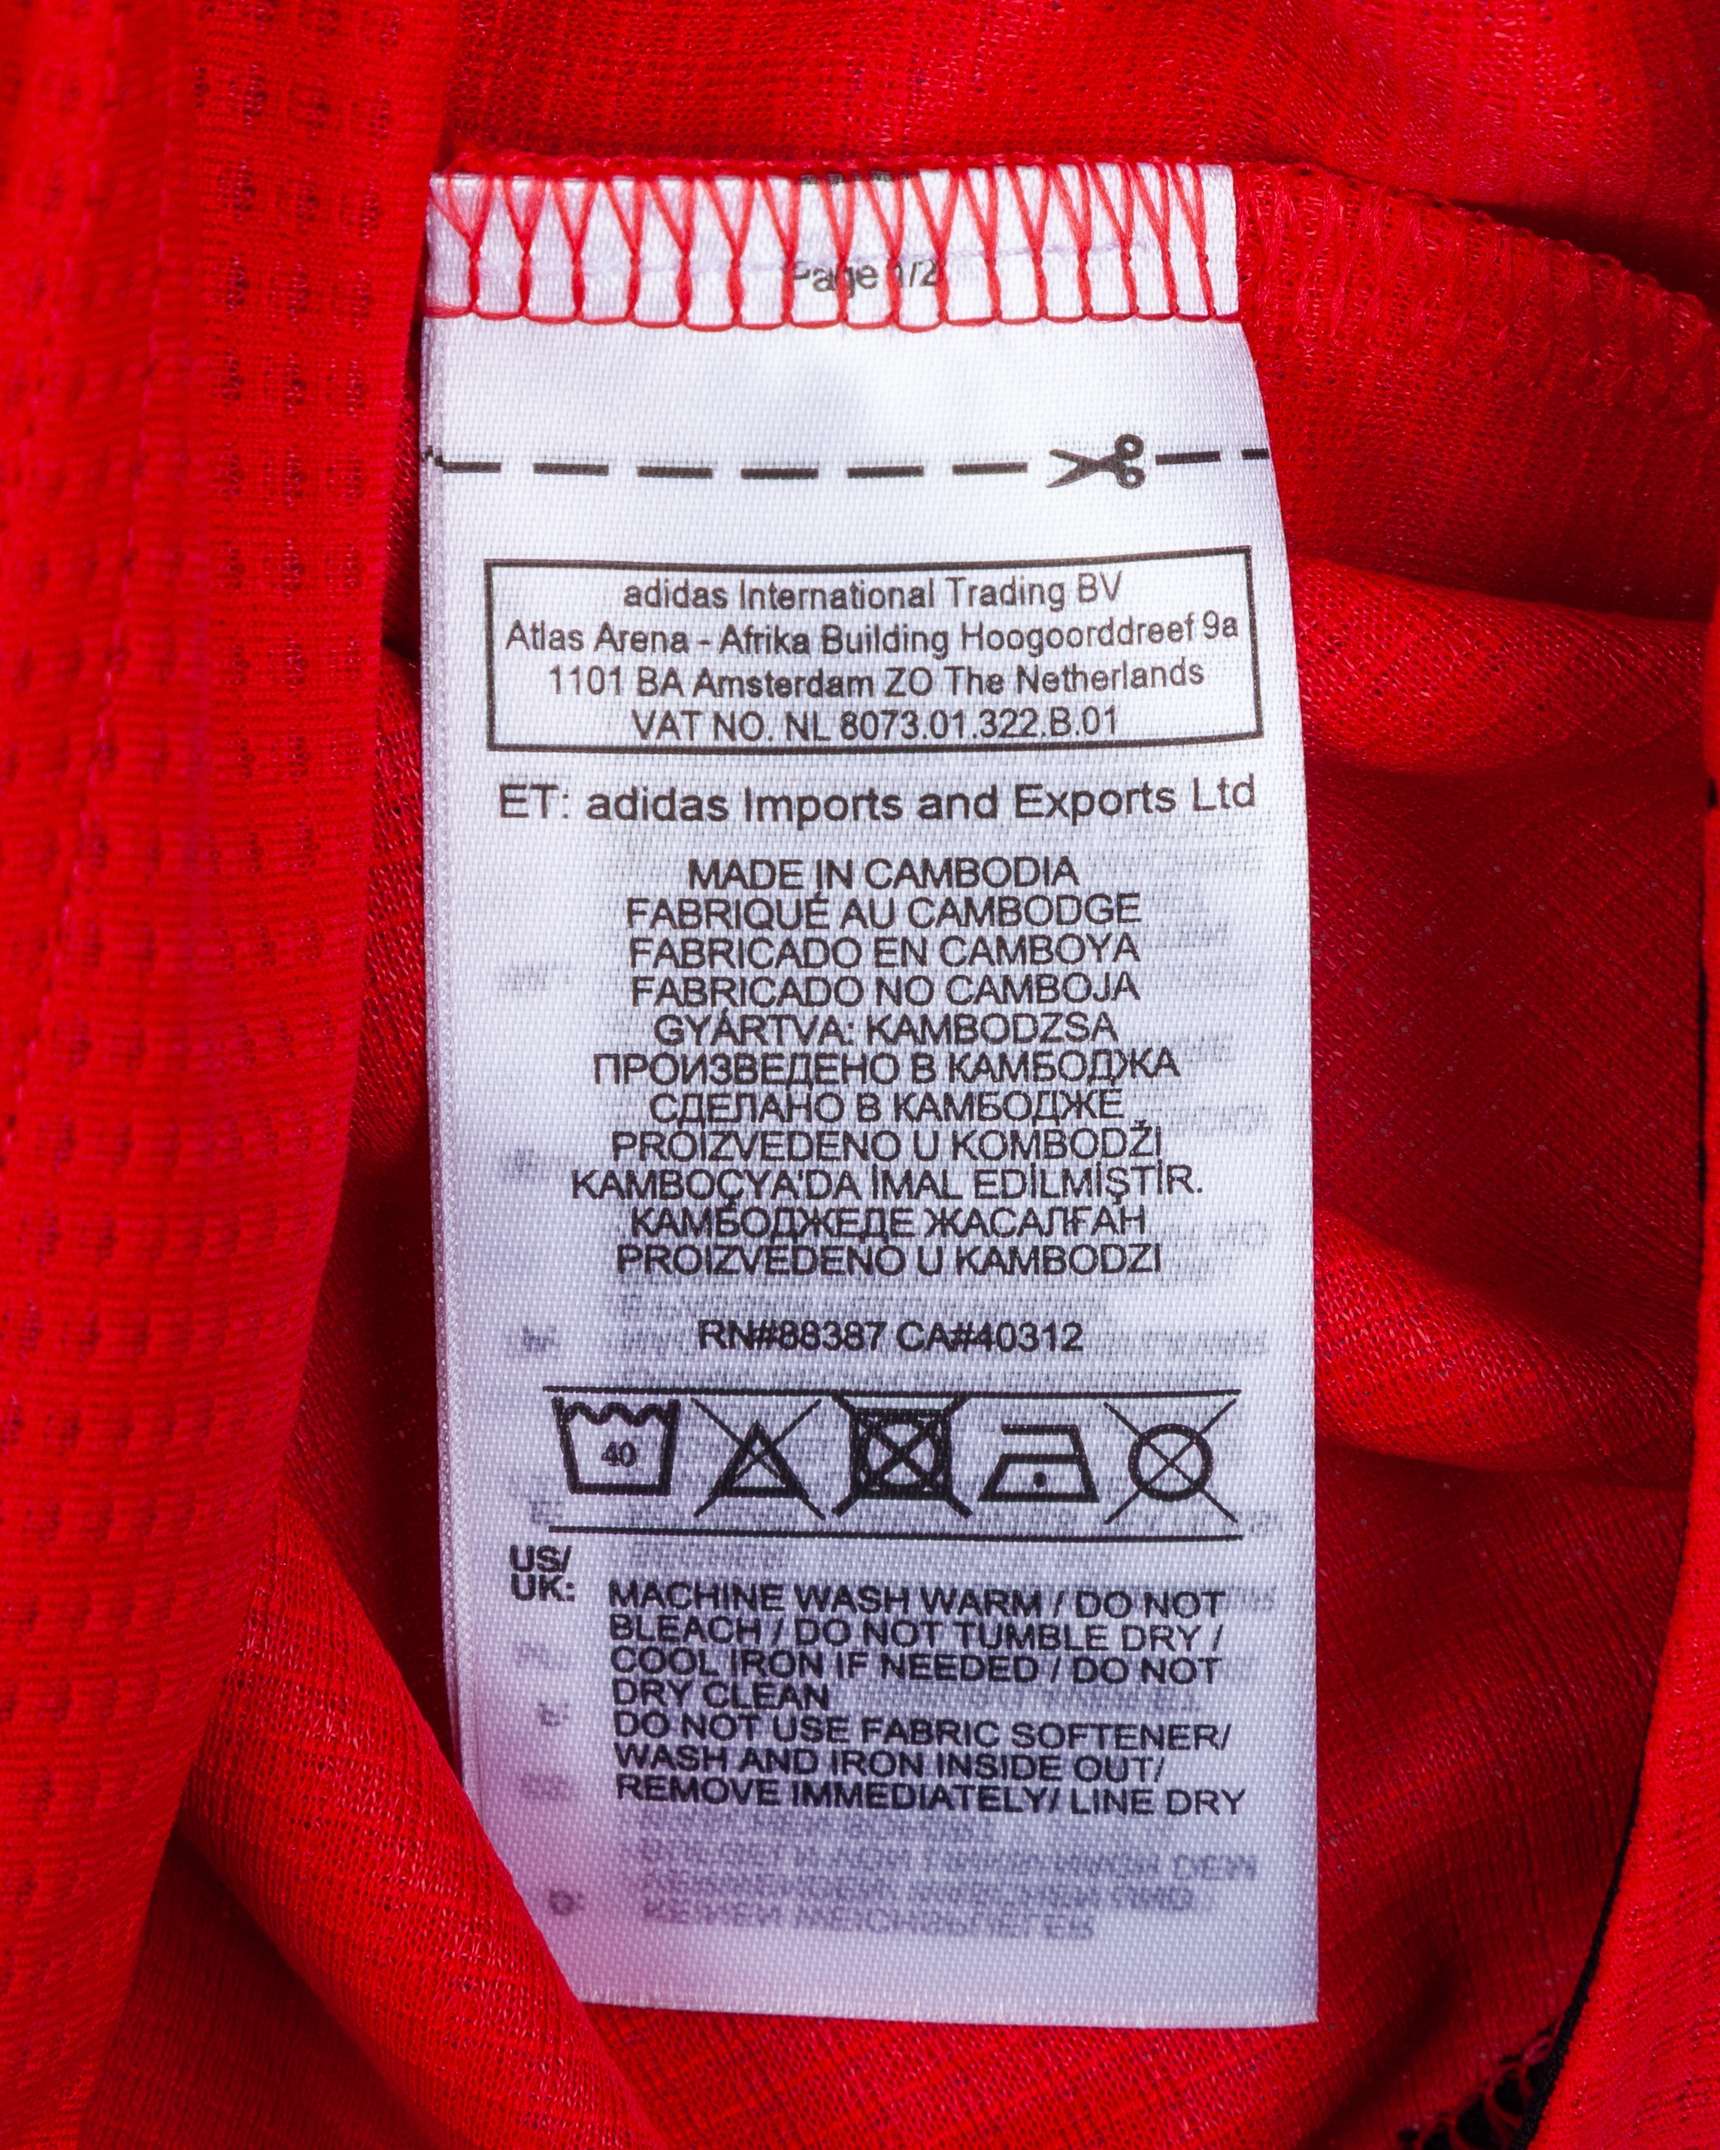 Page 1/2
adidas International Trading BV
Atlas Arena - Afrika Building Hoogoorddreef 9a
1101 BA Amsterdam ZO The Netherlands
VAT NO. NL 8073.01.322.B.01
ET: adidas Imports and Exports Ltd
MADE IN CAMBODIA
FABRIQUÉ AU CAMBODGE
FABRICADO EN CAMBOYA
FABRICADO NO CAMBOJA
GYÁRTVA: KAMBODZSA
ПРОИЗВЕДЕНО В КАМБОДЖА
СДЕЛАНО В КАМБОДЖЕ
PROIZVEDENO U KOMBODŽI
KAMBOÇYA'DA İMAL EDİLMİŞTİR.
КАМБОДЖЕДЕ ЖАСАЛҒАН
PROIZVEDENO U KAMBODZI
RN#88387 CA#40312
40
US/
UK:
MACHINE WASH WARM / DO NOT
BLEACH / DO NOT TUMBLE DRY /
COOL IRON IF NEEDED / DO NOT
DRY CLEAN
DO NOT USE FABRIC SOFTENER/
WASH AND IRON INSIDE OUT/
REMOVE IMMEDIATELY/ LINE DRY